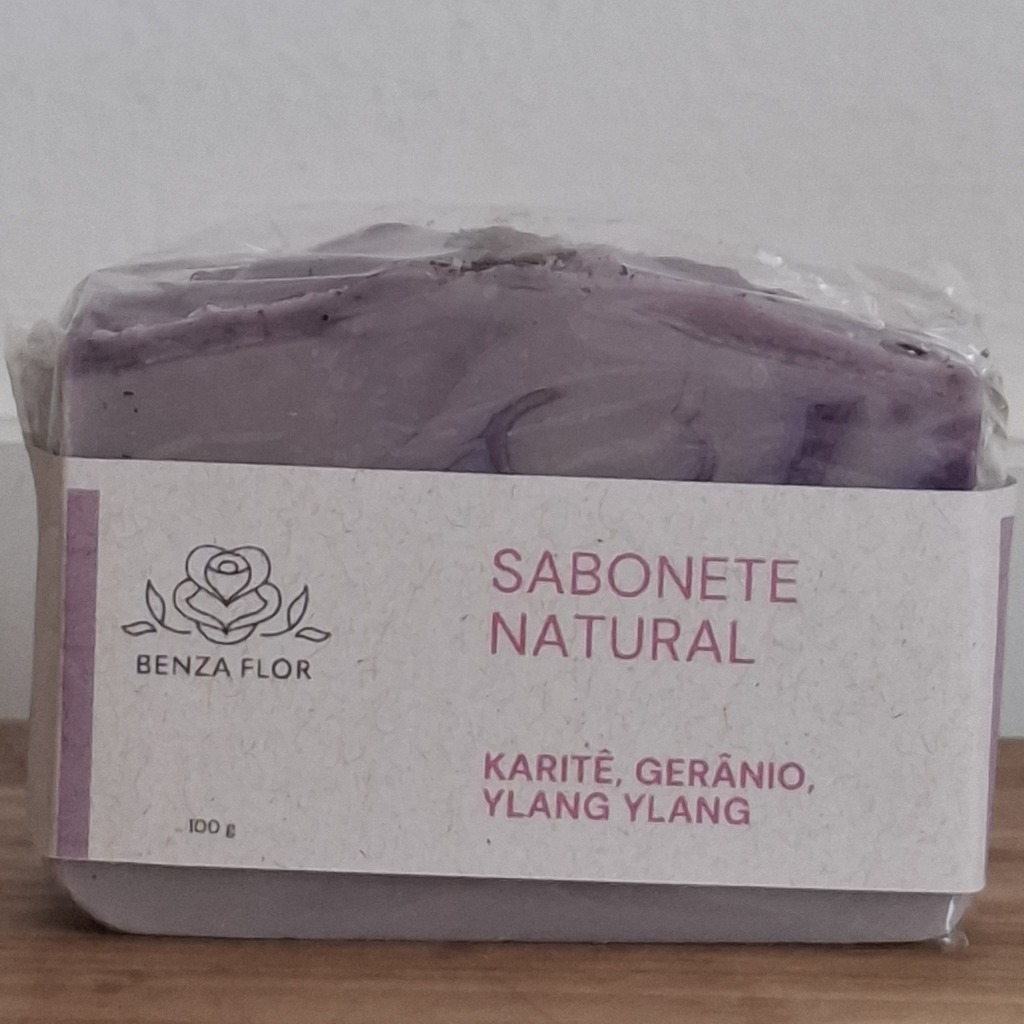 BENZA FLOR
SABONETE
NATURAL
KARITÊ, GERÂNIO,
YLANG YLANG
100 g